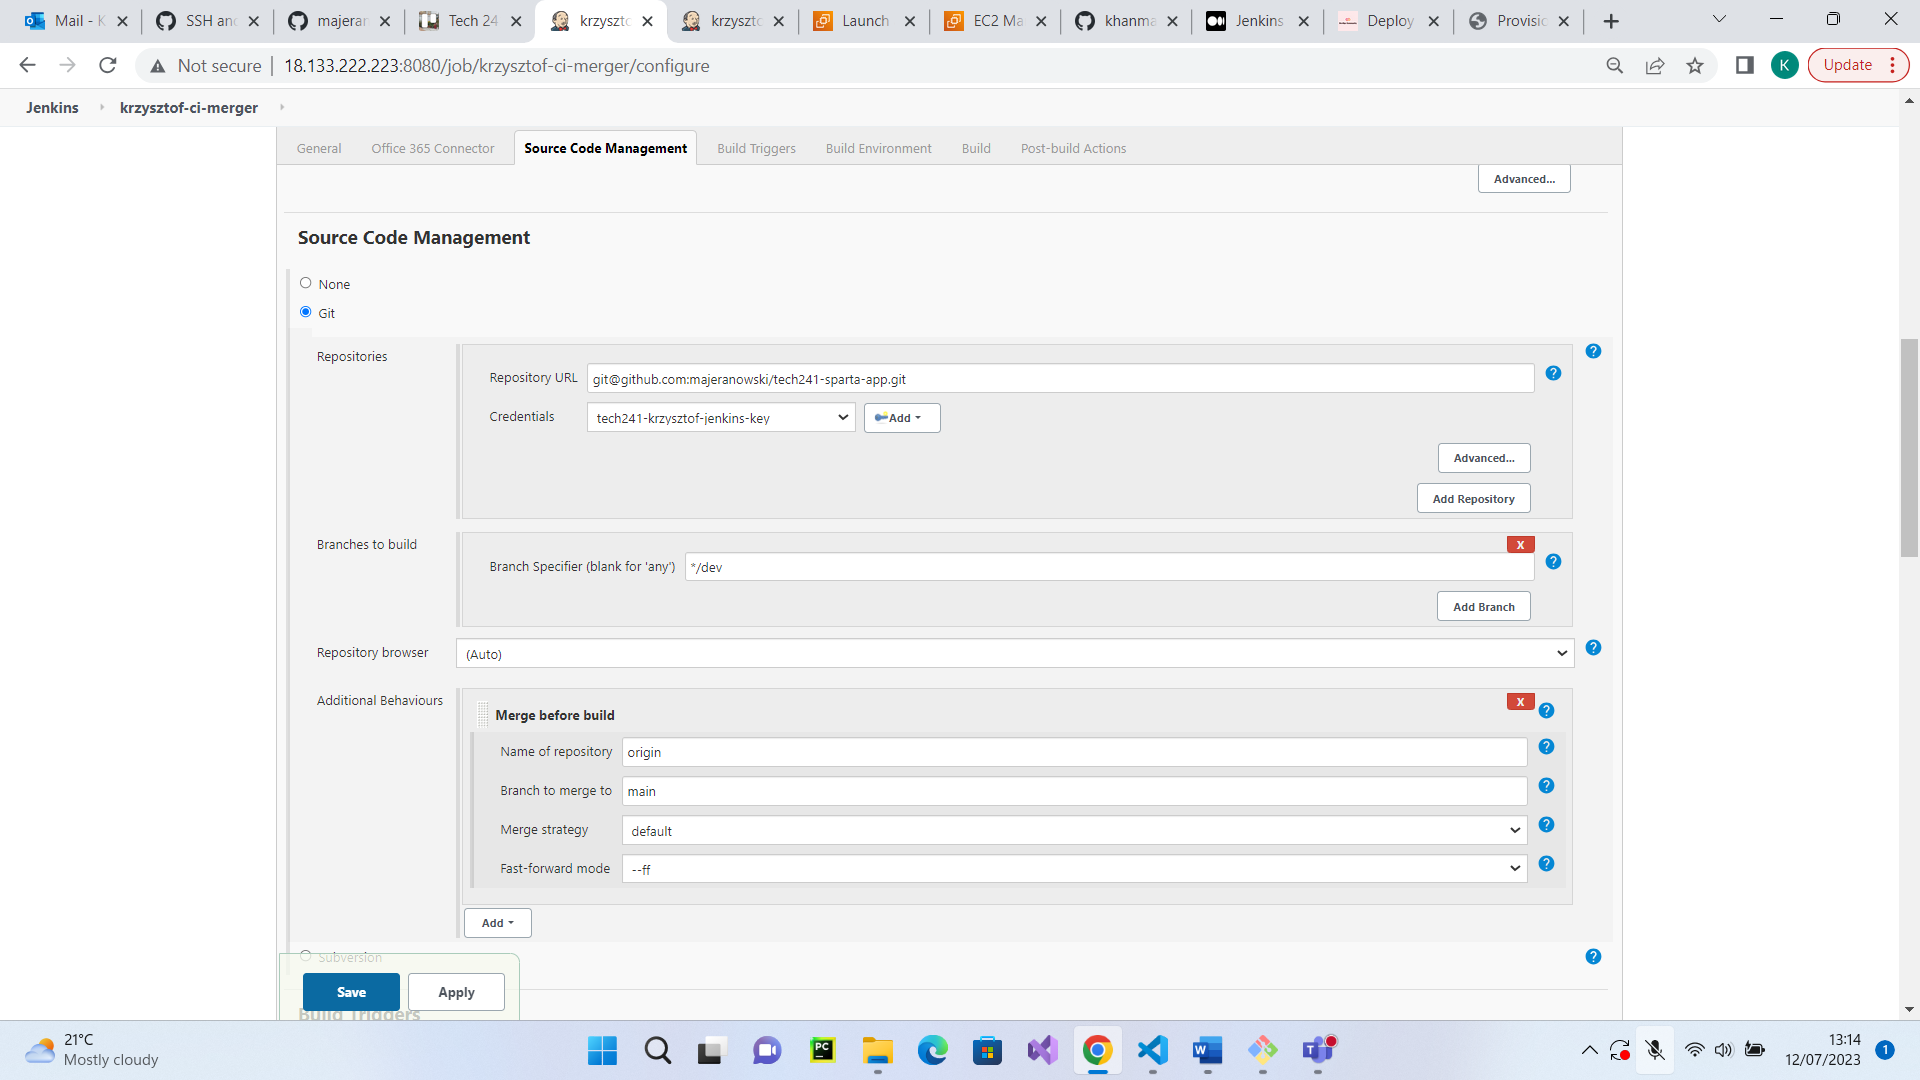 Mail - K
SSH and
majeran
Tech 24
krzyszto
krzyszto
Launch
EC2 Ma
khanma
Jenkins
Deploy
Provisio
Not secure
18.133.222.223:8080/job/krzysztof-ci-merger/configure
K
Update
Jenkins
krzysztof-ci-merger
General
Office 365 Connector
Source Code Management
Build Triggers
Build Environment
Build
Post-build Actions
Advanced...
Source Code Management
None
Git
Repositories
Repository URL
git@github.com:majeranowski/tech241-sparta-app.git
Credentials
tech241-krzysztof-jenkins-key
Add
Advanced...
Add Repository
Branches to build
X
Branch Specifier (blank for 'any')
*/dev
Add Branch
Repository browser
(Auto)
Additional Behaviours
X
Merge before build
Name of repository
origin
Branch to merge to
main
Merge strategy
default
Fast-forward mode
--ff
Add
Subversion
Save
Apply
Build Triggers
21°C
Mostly cloudy
13:14
12/07/2023
1